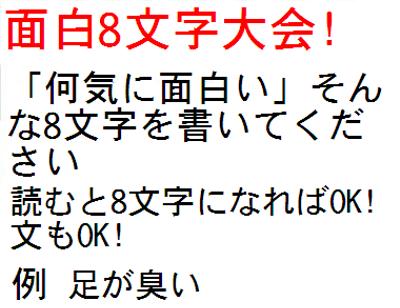 面白8文字大会!
「何気に面白い」そん
な8文字を書いてくだ
さい
読むと8文字になればOK!
文もOK!
例 足が臭い